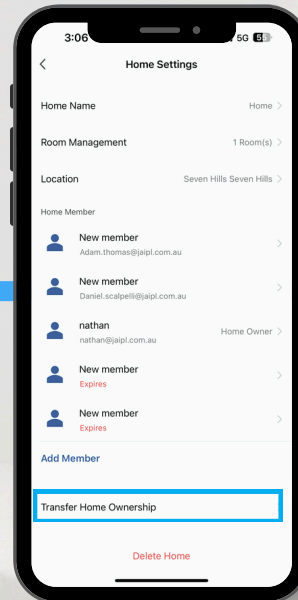 3:06
5G 56
Home Settings
Home Name Home
Room Management 1 Room(s)
Location Seven Hills Seven Hills
Home Member
New member
Adam.thomas@jaipl.com.au
New member
Daniel.scalpelli@jaipl.com.au
nathan
nathan@jaipl.com.au
Home Owner
New member
Expires
New member
Expires
Add Member
Transfer Home Ownership
Delete Home